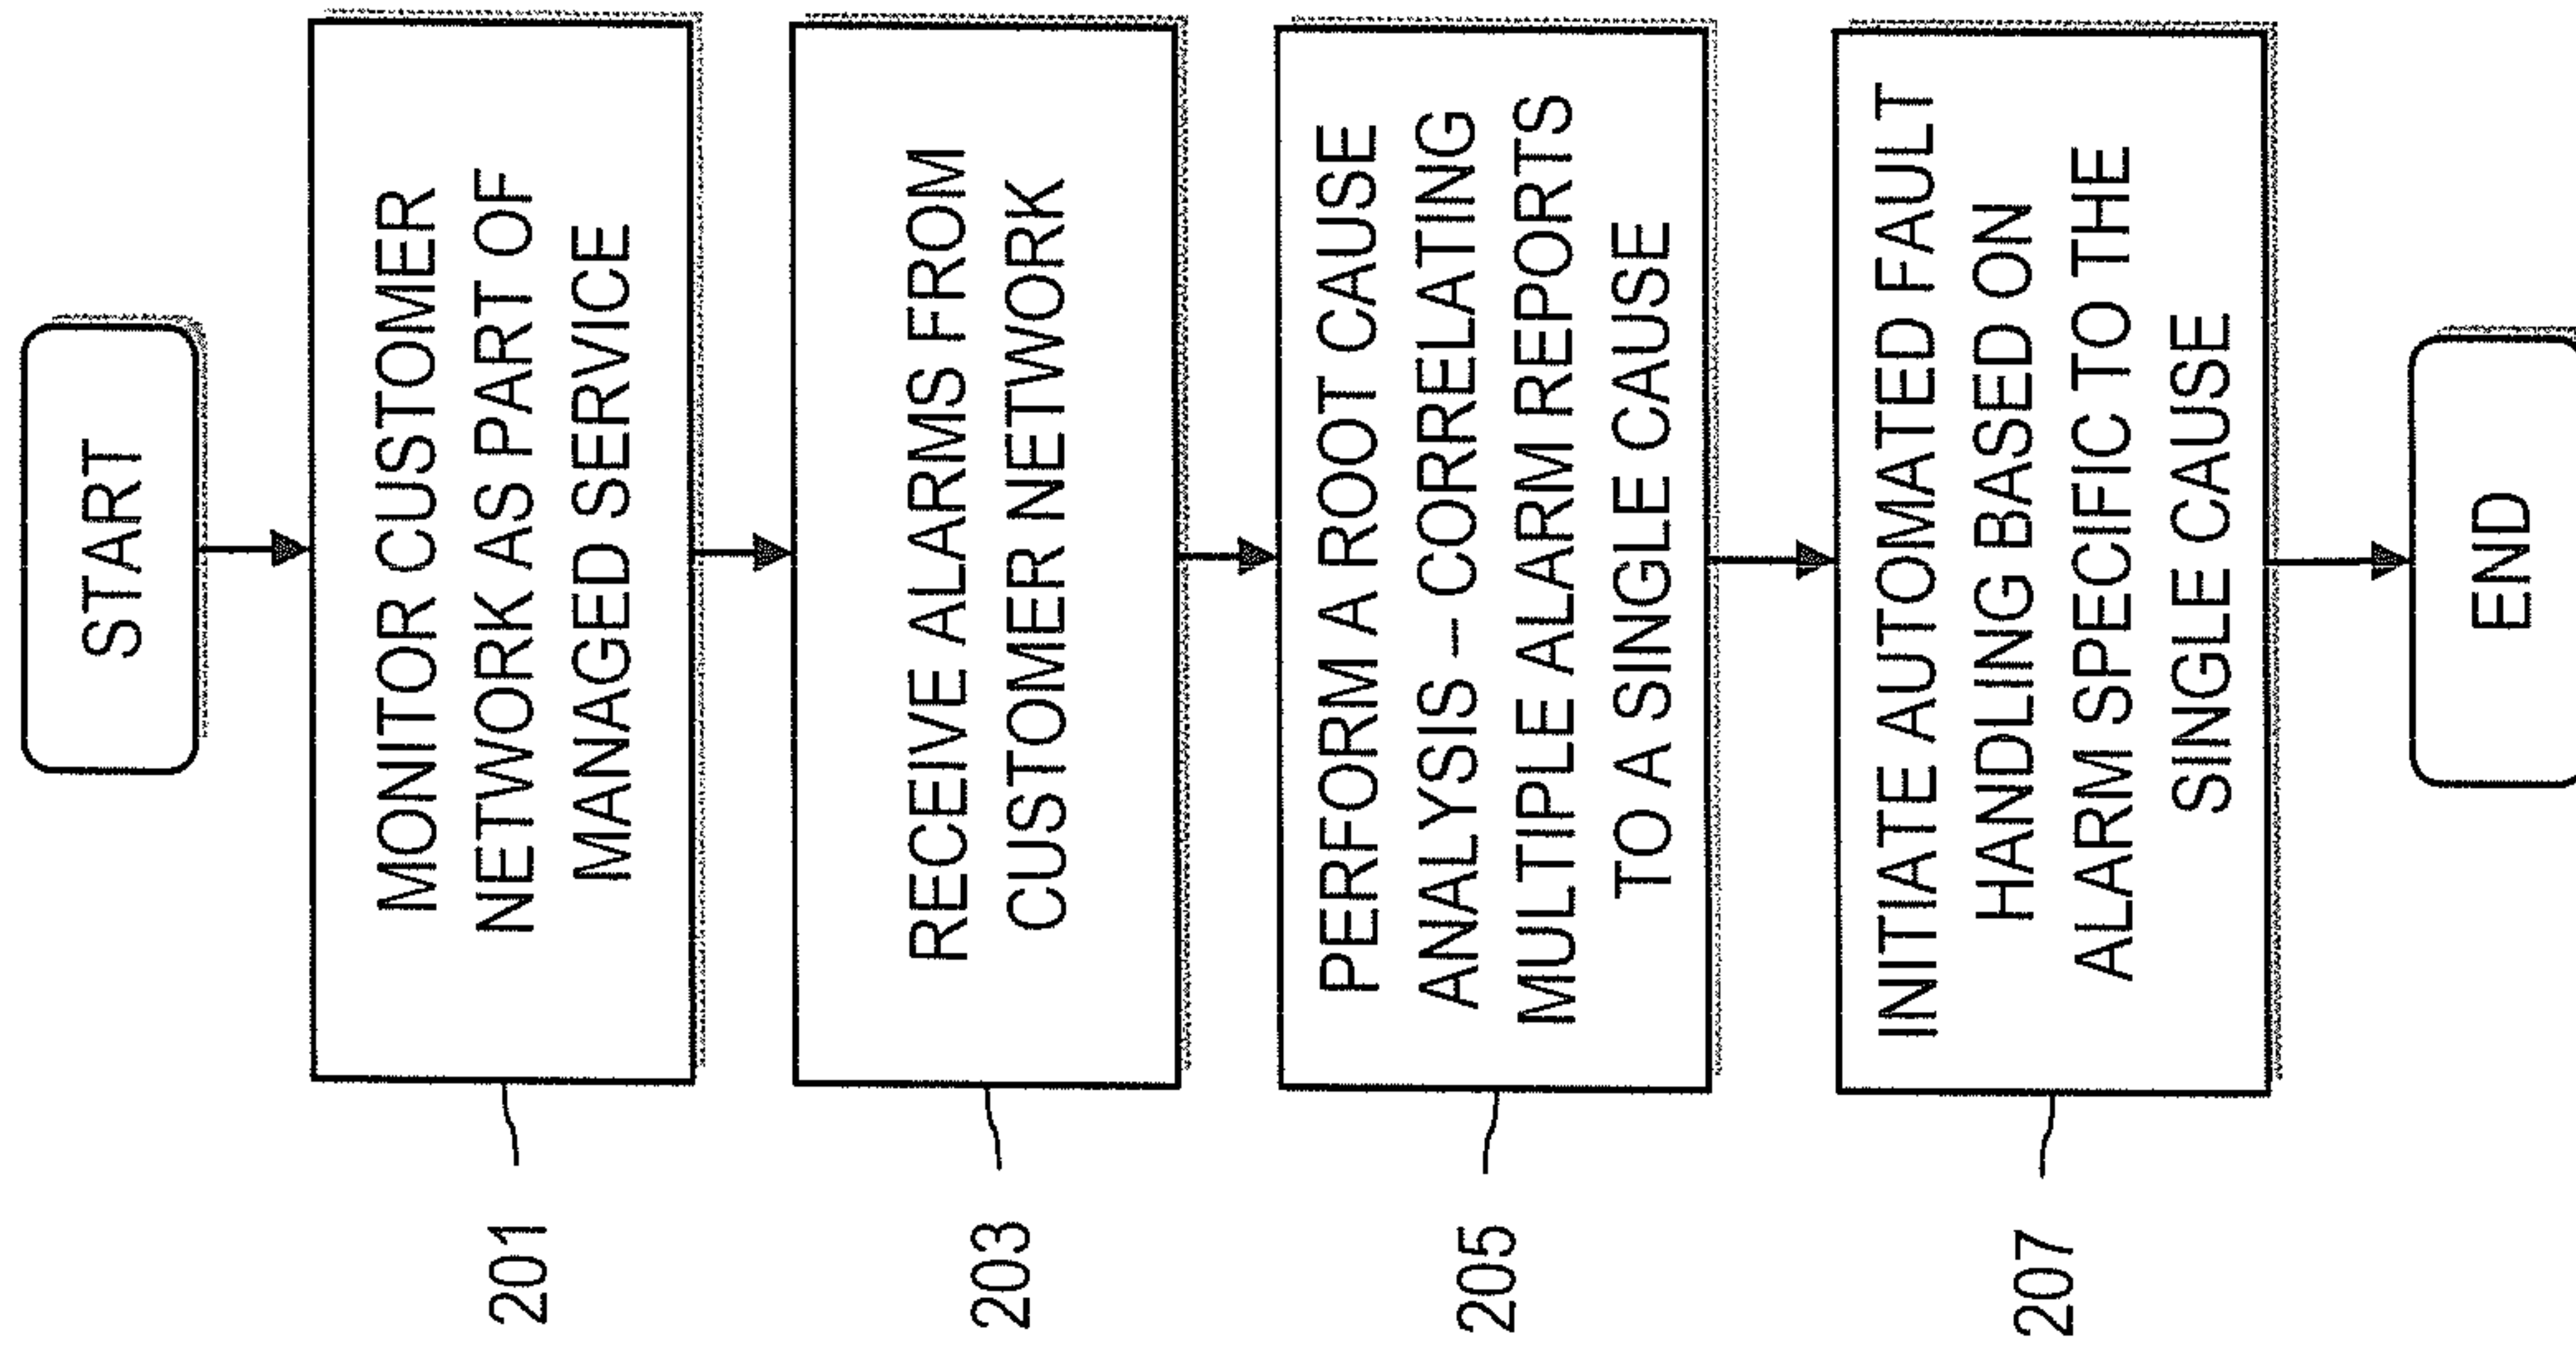 START
MONITOR CUSTOMER
NETWORK AS PART OF
MANAGED SERVICE
201
RECEIVE ALARMS FROM
CUSTOMER NETWORK
203
PERFORM A ROOT CAUSE
ANALYSIS – CORRELATING
MULTIPLE ALARM REPORTS
TO A SINGLE CAUSE
205
INITIATE AUTOMATED FAULT
HANDLING BASED ON
ALARM SPECIFIC TO THE
SINGLE CAUSE
207
END